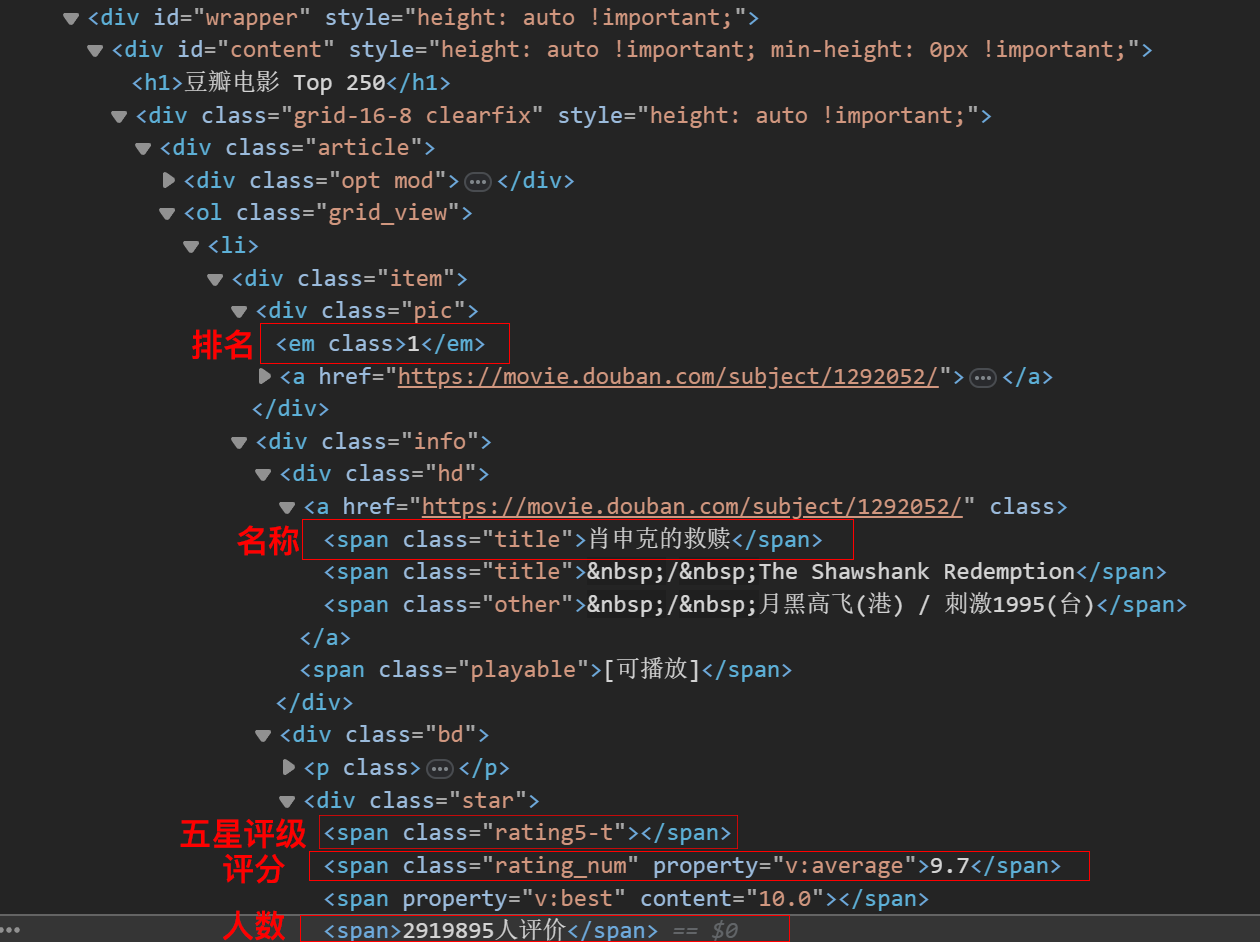 <div id="wrapper" style="height: auto !important;">
<div id="content" style="height: auto !important; min-height: 0px !important;">
<h1>豆瓣电影 Top 250</h1>
<div class="grid-16-8 clearfix" style="height: auto !important;">
<div class="article">
<div class="opt mod">…</div>
<ol class="grid_view">
<li>
<div class="item">
<div class="pic">
排名 <em class>1</em>
<a href="https://movie.douban.com/subject/1292052/">…</a>
</div>
<div class="info">
<div class="hd">
<a href="https://movie.douban.com/subject/1292052/" class>
名称 <span class="title">肖申克的救赎</span>
<span class="title">&nbsp;/&nbsp;The Shawshank Redemption</span>
<span class="other">&nbsp;/&nbsp;月黑高飞(港) / 刺激1995(台)</span>
</a>
<span class="playable">[可播放]</span>
</div>
<div class="bd">
<p class>…</p>
<div class="star">
五星评级 <span class="rating5-t"></span>
评分 <span class="rating_num" property="v:average">9.7</span>
<span property="v:best" content="10.0"></span>
人数 <span>2919895人评价</span> == $0